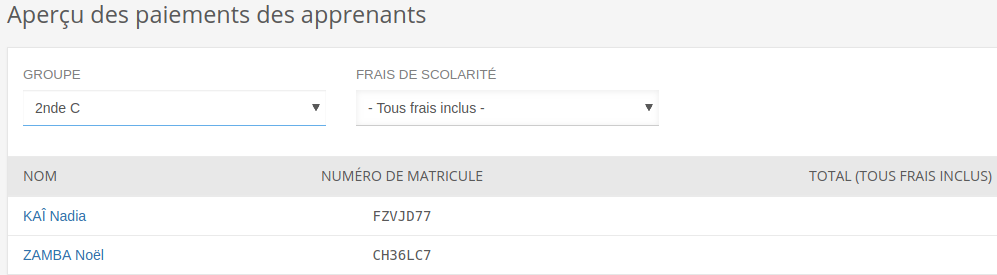 Aperçu des paiements des apprenants
GROUPE FRAIS DE SCOLARITÉ
2nde C - Tous frais inclus -
NOM NUMÉRO DE MATRICULE TOTAL (TOUS FRAIS INCLUS)
KAÎ Nadia FZVJD77
ZAMBA Noël CH36LC7